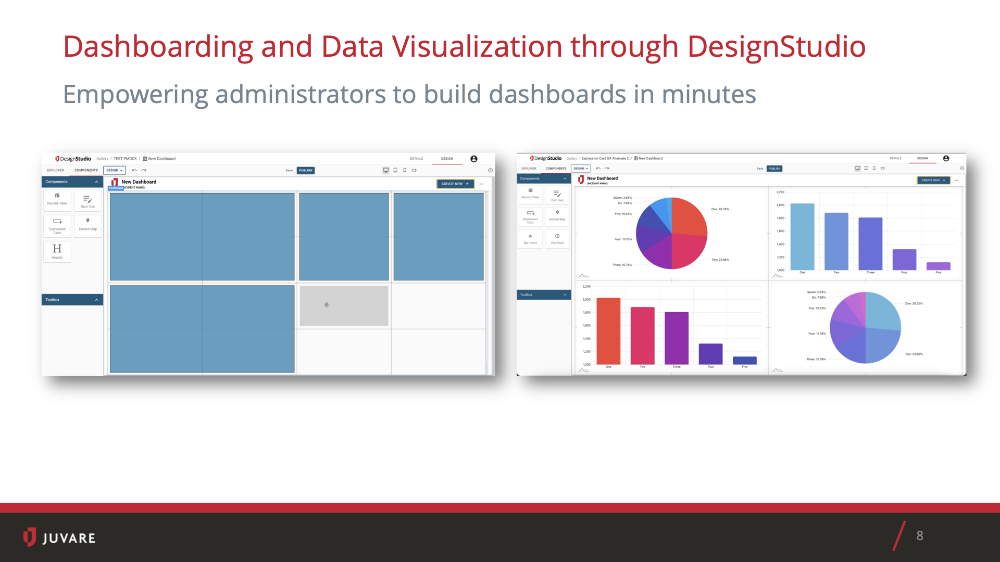 Dashboarding and Data Visualization through DesignStudio
Empowering administrators to build dashboards in minutes
DesignStudio Gallery / TEST PMOCK / New Dashboard DETAILS DESIGN
EXPLORER COMPONENTS DESIGN Save PUBLISH
Components
New Dashboard
Dashboard
NCIDENT NAME)
CREATE NEW +
Record Table
Rich Text
Expression Card
Embed Map
H
Header
Toolbox
DesignStudio Gallery / Expression Card UX Alternate 2 / New Dashboard DETAILS DESIGN
EXPLORER COMPONENTS DESIGN Save PUBLISH
Components
New Dashboard
(INCIDENT NAME)
CREATE NEW +
Record Table
Rich Text
Expression Card
Embed Map
Bar Chart
Pie Chart
Toolbox
Seven: 2.63%
Six: 7.89%
Five: 10.53%
Four: 13.16%
Three: 15.79%
One: 26.32%
Two: 23.68%
2,200
2,000
1,800
1,600
1,400
1,200
1,000
One Two Three Four Five
2,200
2,000
1,800
1,600
1,400
1,200
1,000
One Two Three Four Five
Seven: 2.63%
Six: 7.89%
Five: 10.53%
Four: 13.16%
Three: 15.79%
One: 26.32%
Two: 23.68%
JUVARE
8